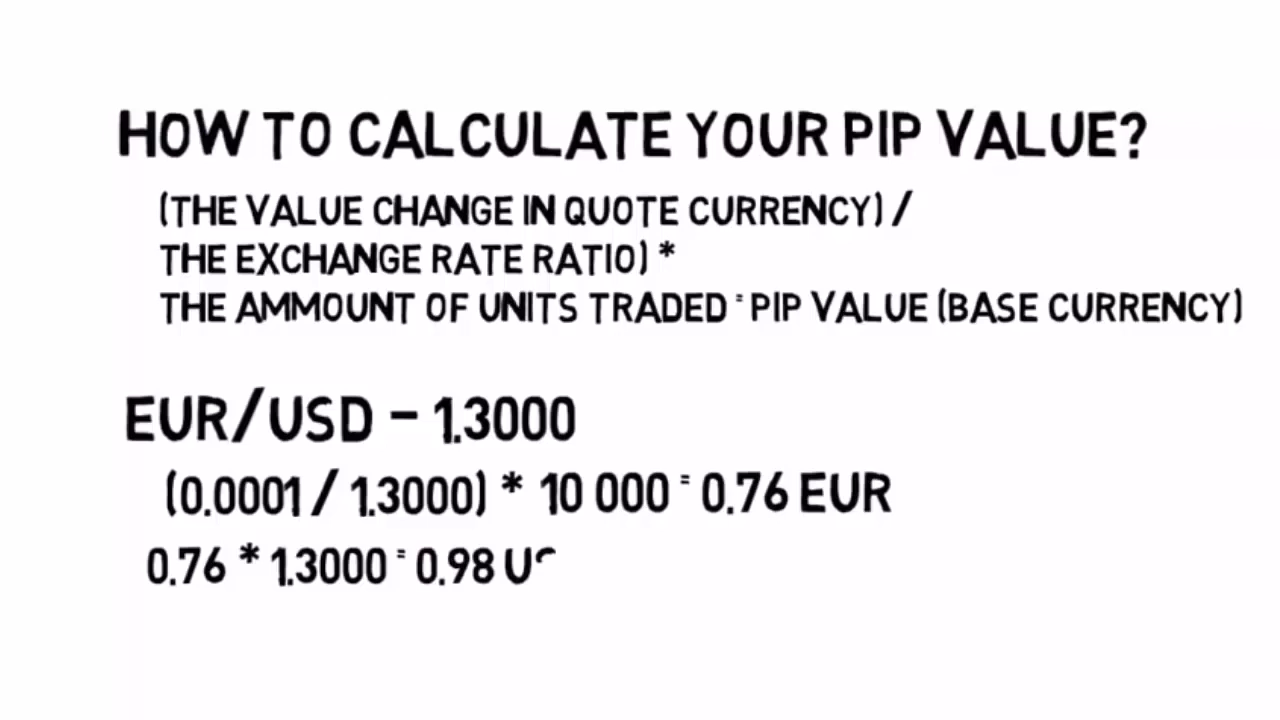 HOW TO CALCULATE YOUR PIP VALUE?
(THE VALUE CHANGE IN QUOTE CURRENCY) /
THE EXCHANGE RATE RATIO) *
THE AMMOUNT OF UNITS TRADED = PIP VALUE (BASE CURRENCY)
EUR/USD - 1.3000
(0.0001 / 1.3000) * 10 000 = 0.76 EUR
0.76 * 1.3000 = 0.98